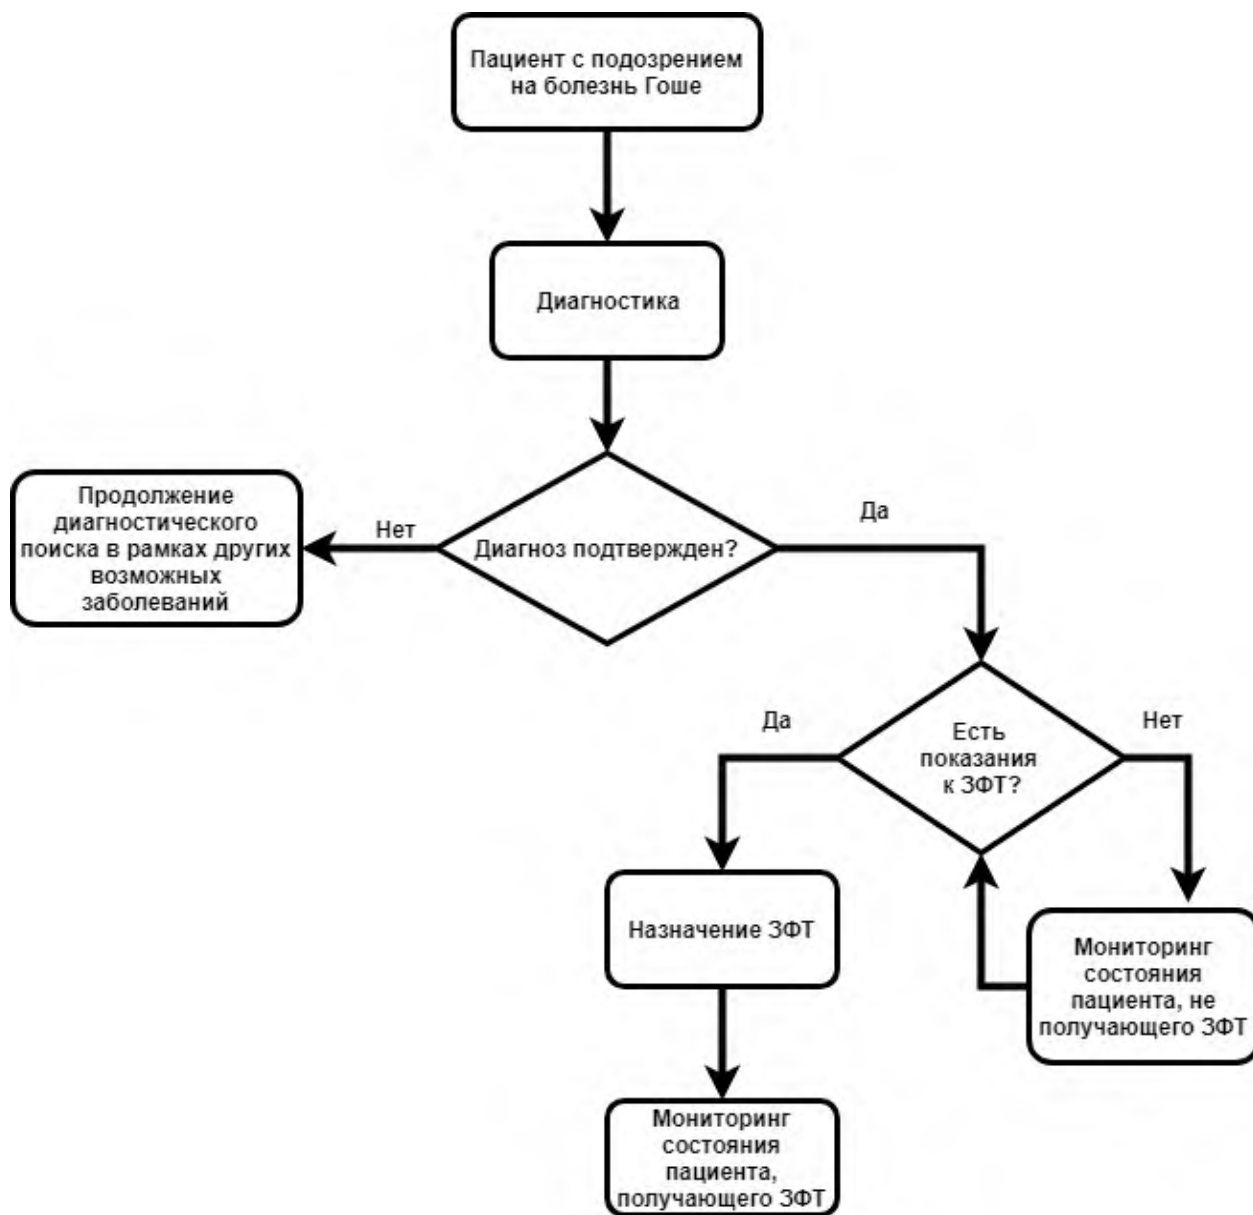 Пациент с подозрением
на болезнь Гоше
Диагностика
Диагноз подтвержден?
Нет
Да
Продолжение
диагностического
поиска в рамках других
возможных
заболеваний
Есть
показания
к ЗФТ?
Да
Нет
Назначение ЗФТ
Мониторинг
состояния
пациента, не
получающего ЗФТ
Мониторинг
состояния
пациента,
получающего ЗФТ